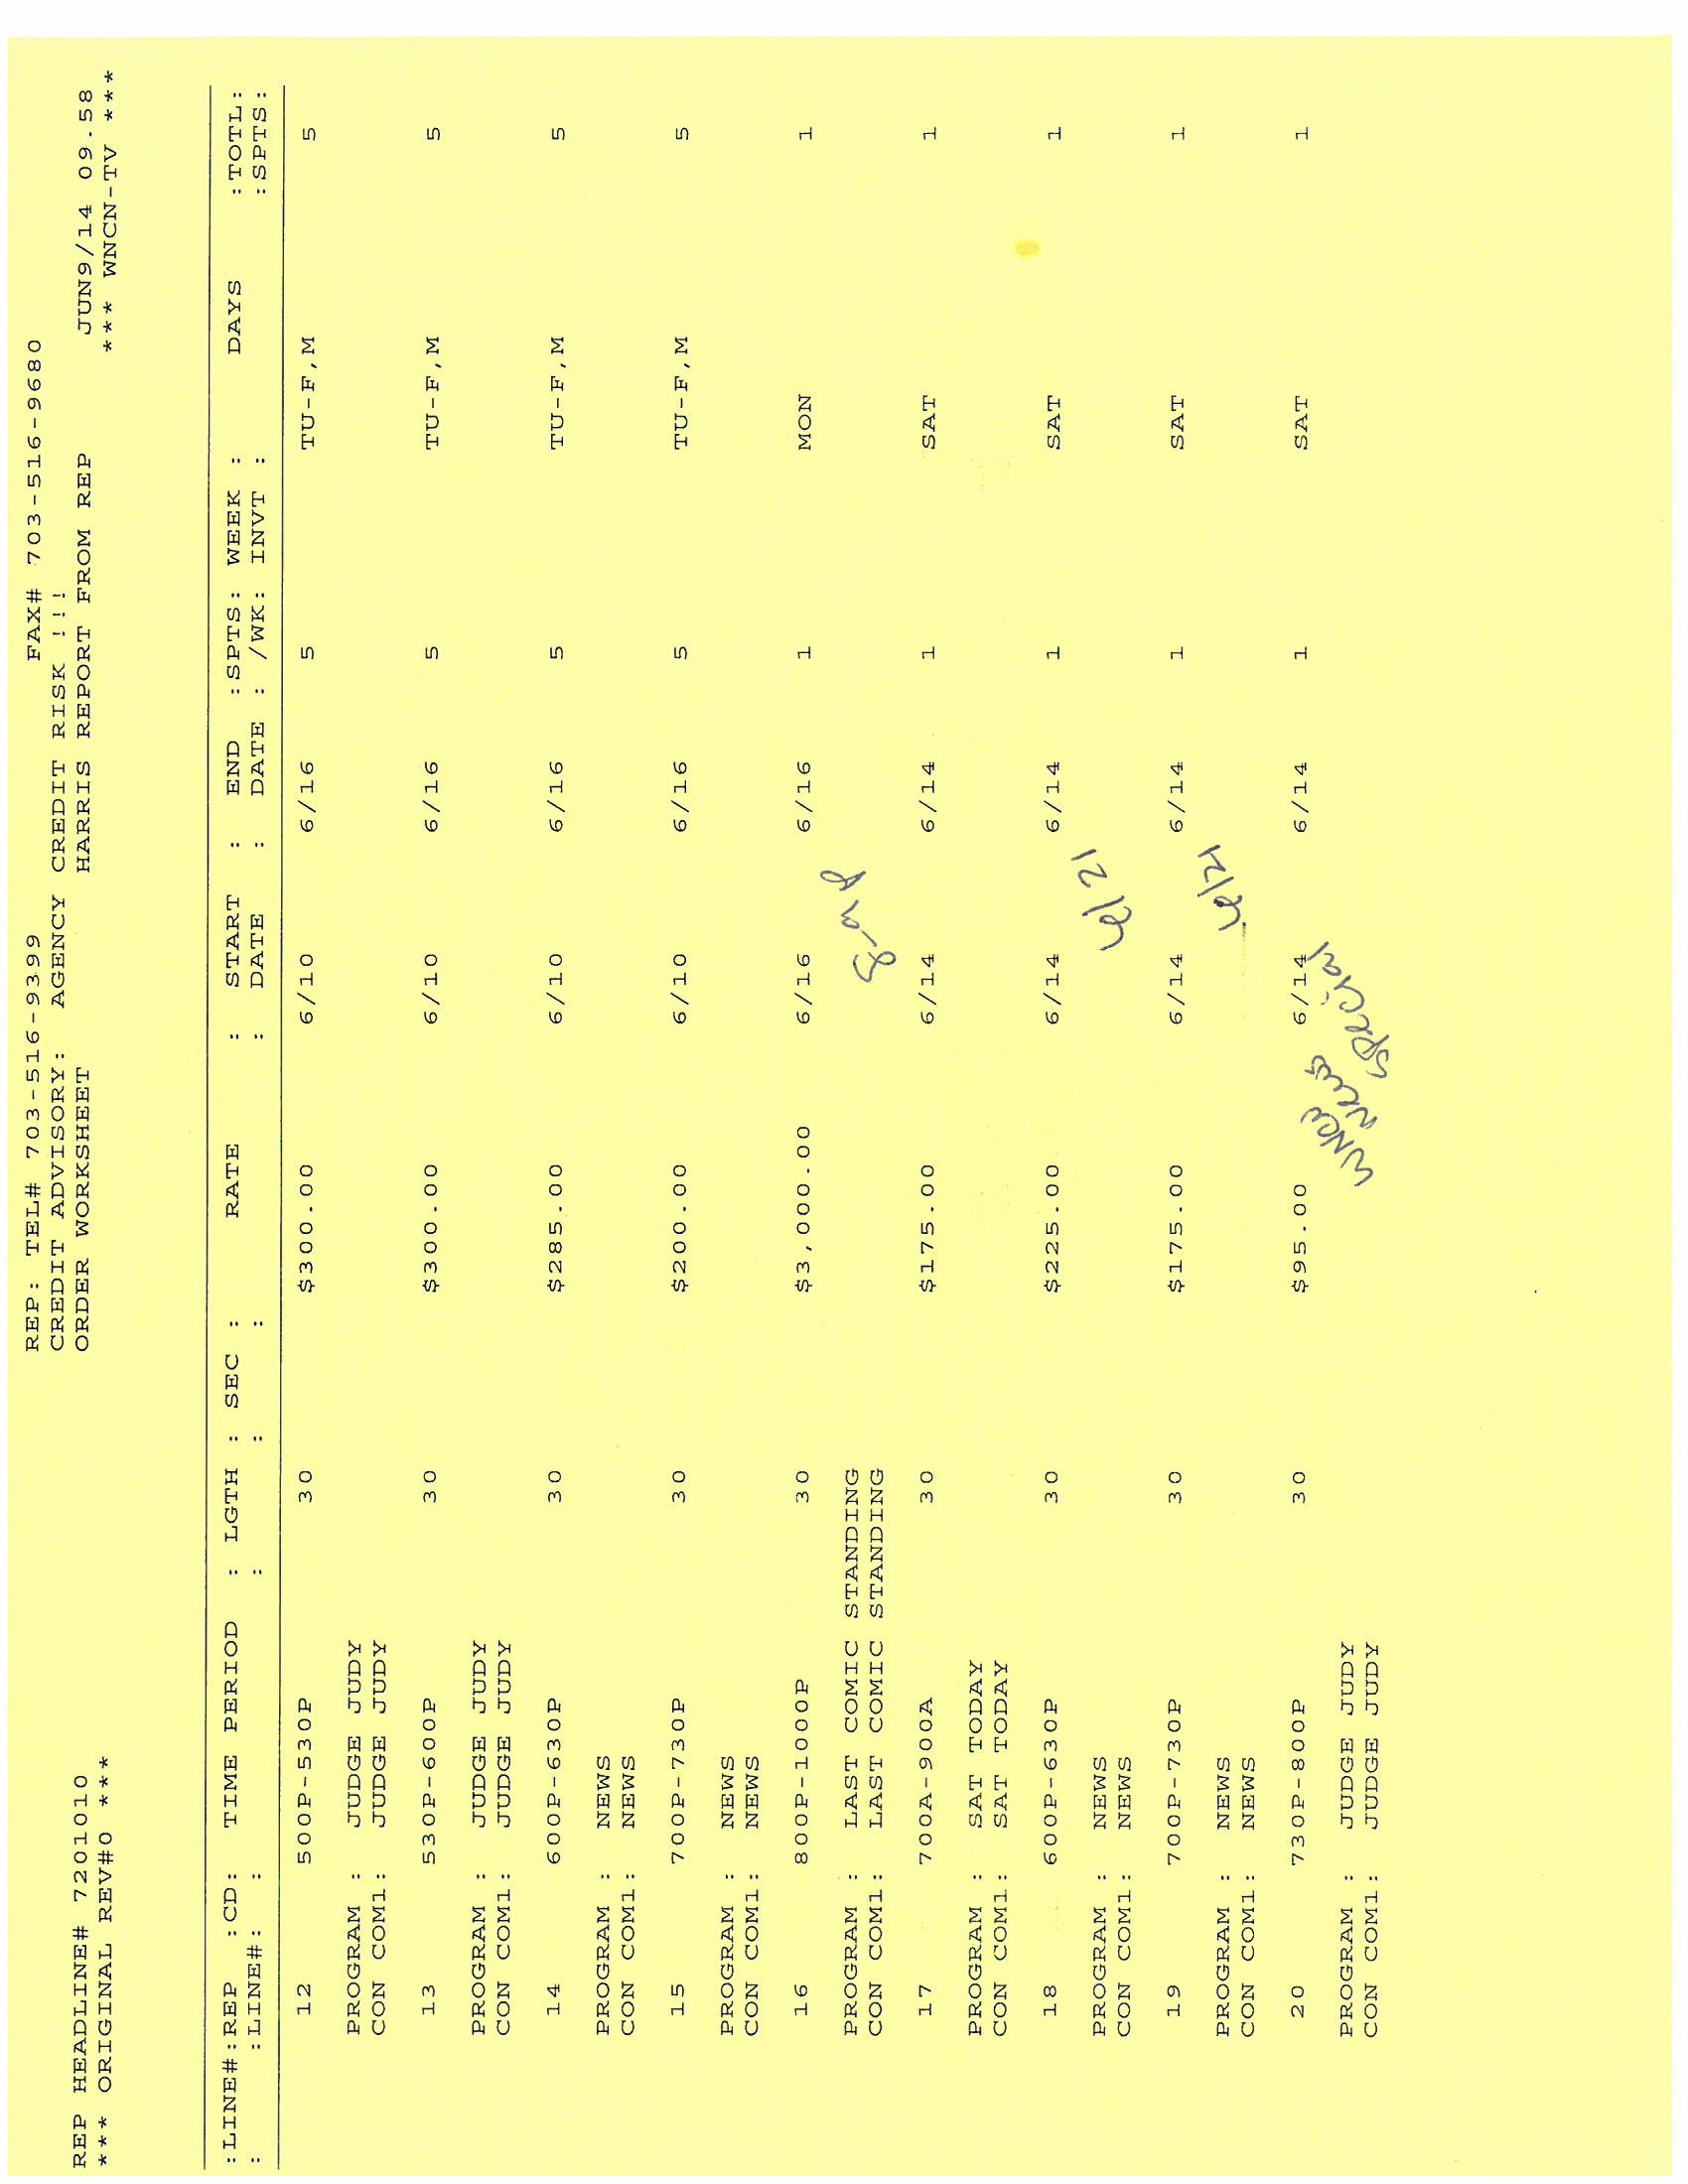 REP: TEL# 703-516-9399 FAX# 703-516-9680
CREDIT ADVISORY: AGENCY CREDIT RISK !!!
REP HEADLINE# 7201010 ORDER WORKSHEET HARRIS REPORT FROM REP JUN9/14 09.58
*** ORIGINAL REV#0 *** *** WNCN-TV ***
:LINE#:REP :CD: TIME PERIOD : LGTH : SEC : RATE : START : END :SPTS: WEEK : DAYS :TOTL:
: :LINE#: : : : : DATE : DATE : /WK: INVT : :SPTS:
12 500P-530P 30 $300.00 6/10 6/16 5 TU-F,M 5
PROGRAM : JUDGE JUDY
CON COM1: JUDGE JUDY
13 530P-600P 30 $300.00 6/10 6/16 5 TU-F,M 5
PROGRAM : JUDGE JUDY
CON COM1: JUDGE JUDY
14 600P-630P 30 $285.00 6/10 6/16 5 TU-F,M 5
PROGRAM : NEWS
CON COM1: NEWS
15 700P-730P 30 $200.00 6/10 6/16 5 TU-F,M 5
PROGRAM : NEWS
CON COM1: NEWS
16 800P-1000P 30 $3,000.00 6/16 6/16 1 MON 1
PROGRAM : LAST COMIC STANDING
CON COM1: LAST COMIC STANDING
17 700A-900A 30 $175.00 6/14 6/14 1 SAT 1
PROGRAM : SAT TODAY
CON COM1: SAT TODAY
18 600P-630P 30 $225.00 6/14 6/14 1 SAT 1
6/21
PROGRAM : NEWS
CON COM1: NEWS
19 700P-730P 30 $175.00 6/14 6/14 1 SAT 1
6/21
PROGRAM : NEWS
CON COM1: NEWS
20 730P-800P 30 $95.00 6/14 6/14 1 SAT 1
WNCN
News
Special
PROGRAM : JUDGE JUDY
CON COM1: JUDGE JUDY